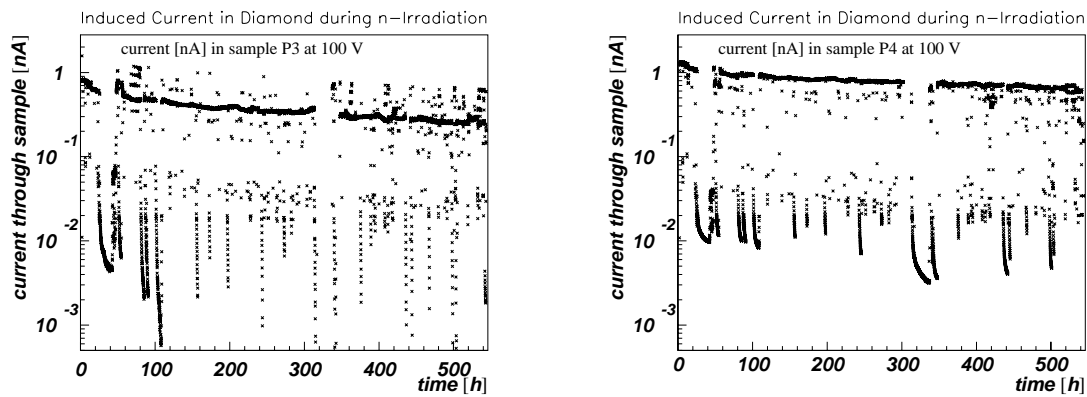 Induced Current in Diamond during n-Irradiation
current through sample [nA]
current [nA] in sample P3 at 100 V
1
10 -1
10 -2
10 -3
0 100 200 300 400 500
time [h]
Induced Current in Diamond during n-Irradiation
current through sample [nA]
current [nA] in sample P4 at 100 V
1
10 -1
10 -2
10 -3
0 100 200 300 400 500
time [h]